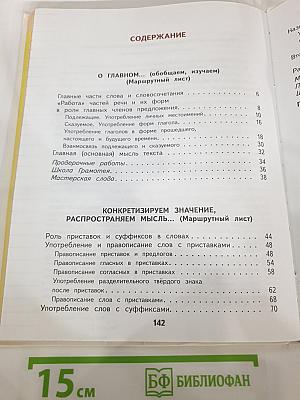 СОДЕРЖАНИЕ
О ГЛАВНОМ... (обобщаем, изучаем)
(Маршрутный лист)
Главные части слова и словосочетания 6
«Работа» частей речи и их форм
в роли главных членов предложения. 8
Подлежащее. Употребление личных местоимений 10
Сказуемое. Употребление форм глагола 16
Употребление глаголов в форме прошедшего,
настоящего и будущего времени. 18
Взаимосвязь подлежащего и сказуемого 30
Главная (основная) мысль текста 32
Проверочные работы. 34
Школа Грамотея. 36
Мастерская слова. 38
КОНКРЕТИЗИРУЕМ ЗНАЧЕНИЕ,
РАСПРОСТРАНЯЕМ МЫСЛЬ... (Маршрутный лист)
Роль приставок и суффиксов в словах 44
Употребление и правописание слов с приставками 48
Правописание приставок и предлогов 48
Правописание гласных в приставках 54
Правописание согласных в приставках 58
Употребление разделительного твёрдого знака
после приставок 62
Правописание слов с приставками 68
Употребление слов с суффиксами 70
142
15 см
БФ БИБЛИОФАН